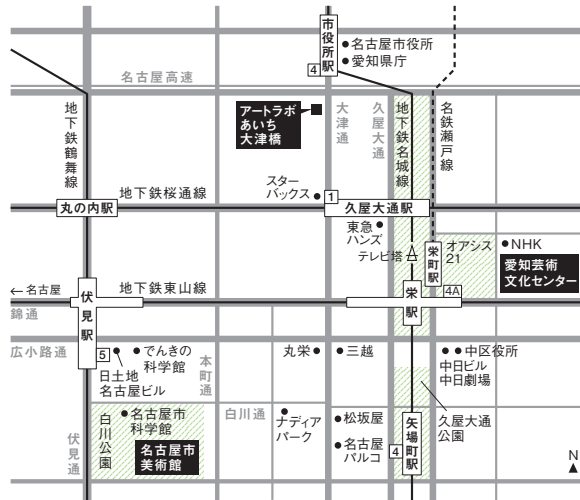 市役所駅
4
名古屋市役所
愛知県庁
名古屋高速
地下鉄鶴舞線
アートラボ
あいち
大津橋
大津通
久屋大通
地下鉄名城線
名鉄瀬戸線
スター
バックス
1
地下鉄桜通線
丸の内駅
久屋大通駅
東急
ハンズ
テレビ塔
栄町駅
オアシス
21
NHK
愛知芸術
文化センター
←名古屋
地下鉄東山線
伏見駅
栄駅
4A
錦通
広小路通
5
でんきの
科学館
日土地
名古屋ビル
本町通
丸栄
三越
中区役所
中日ビル
中日劇場
白川公園
名古屋市
科学館
名古屋市
美術館
白川通
ナディア
パーク
松坂屋
名古屋
パルコ
4
矢場町駅
久屋大通
公園
伏見通
N